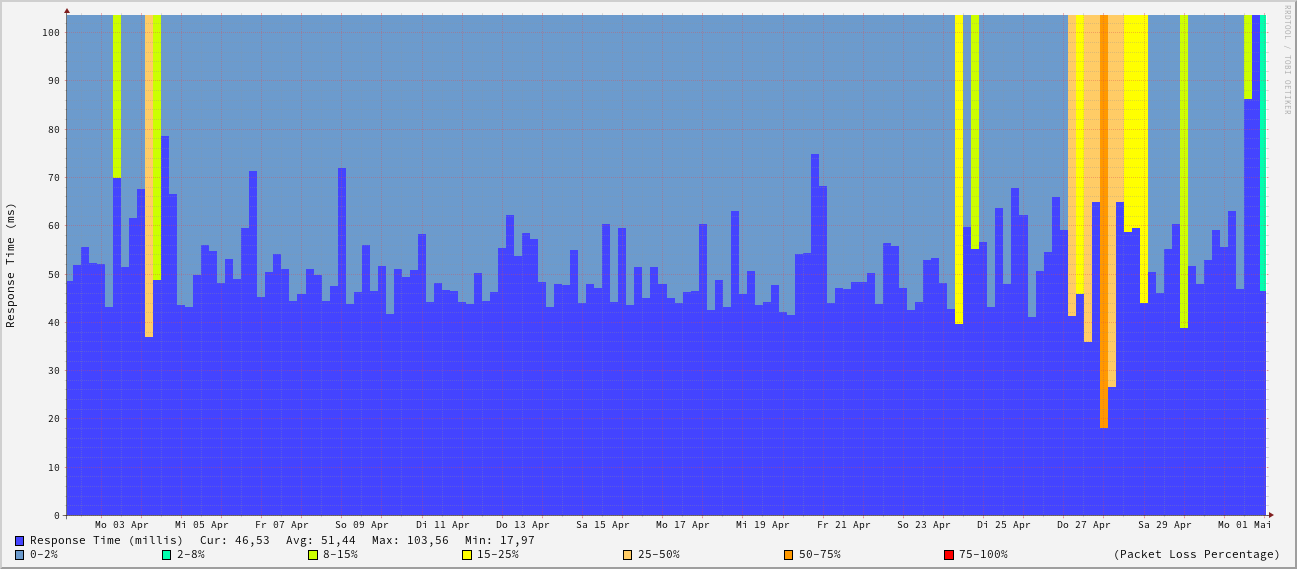 RRDTOOL / TOBI OETIKER
Response Time (ms)
100
90
80
70
60
50
40
30
20
10
0
Mo 03 Apr Mi 05 Apr Fr 07 Apr So 09 Apr Di 11 Apr Do 13 Apr Sa 15 Apr Mo 17 Apr Mi 19 Apr Fr 21 Apr So 23 Apr Di 25 Apr Do 27 Apr Sa 29 Apr Mo 01 Mai
Response Time (millis) Cur: 46,53 Avg: 51,44 Max: 103,56 Min: 17,97
0-2% 2-8% 8-15% 15-25% 25-50% 50-75% 75-100% (Packet Loss Percentage)